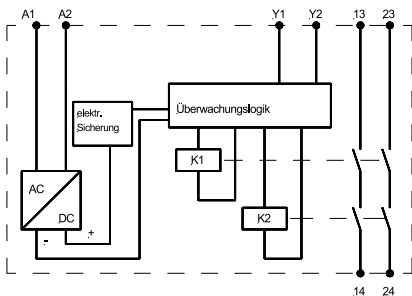 A1 A2 Y1 Y2 13 23
elektr.
Sicherung
Überwachungslogik
K1
AC
DC
K2
- +
14 24